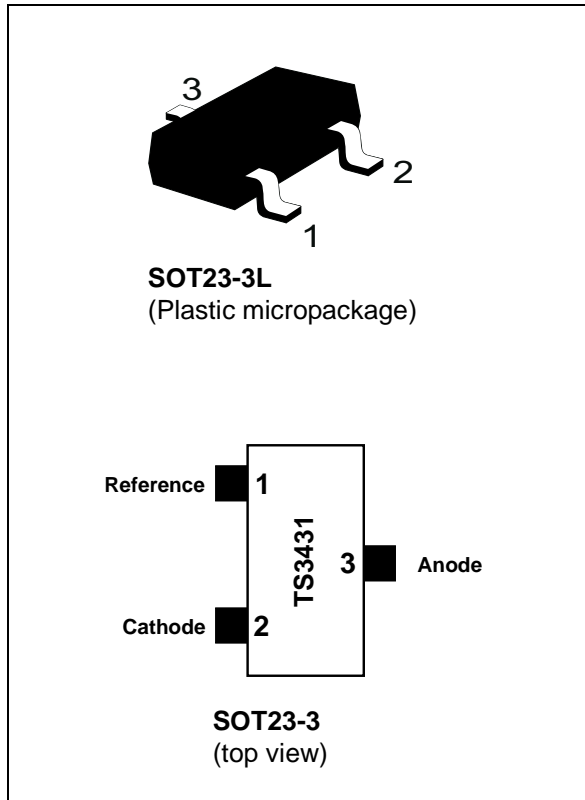 3
2
1
SOT23-3L
(Plastic micropackage)
Reference 1
TS3431
3 Anode
Cathode 2
SOT23-3
(top view)